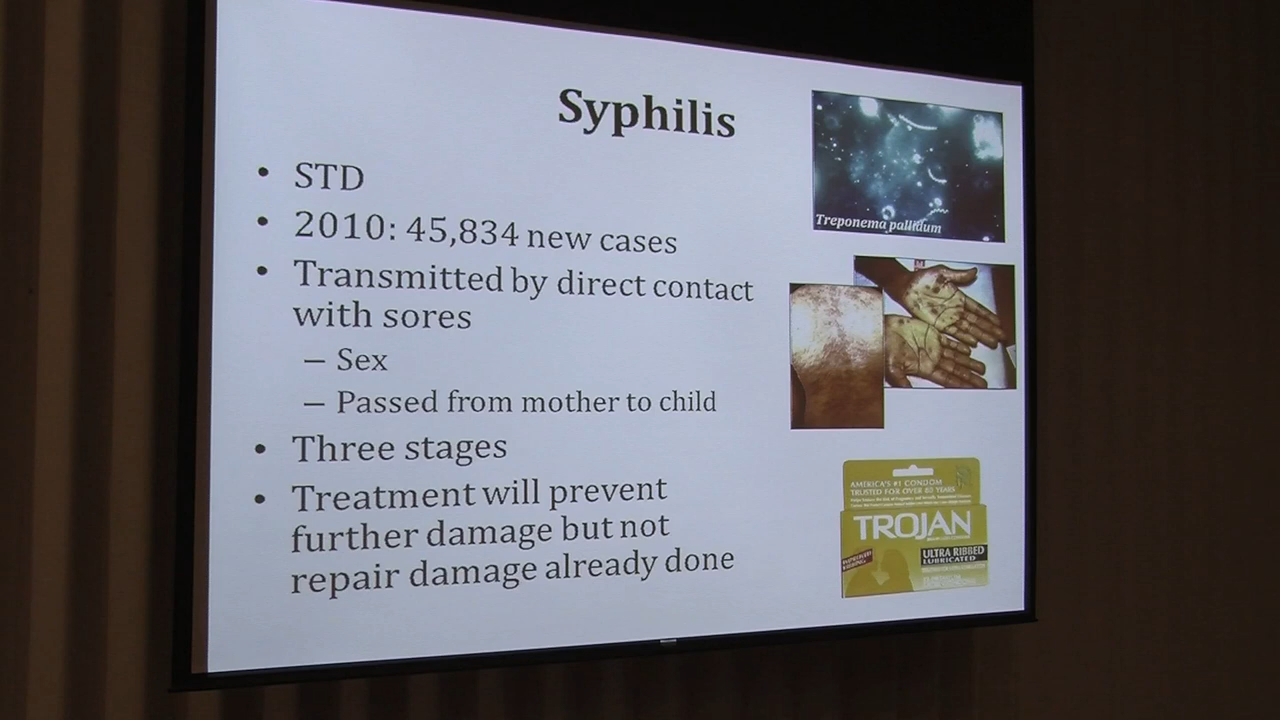 Syphilis
• STD
• 2010: 45,834 new cases
• Transmitted by direct contact
with sores
– Sex
– Passed from mother to child
• Three stages
• Treatment will prevent
further damage but not
repair damage already done
Treponema pallidum
AMERICA'S #1 CONDOM
TRUSTED FOR OVER 80 YEARS
TROJAN
ULTRA RIBBED
LUBRICATED